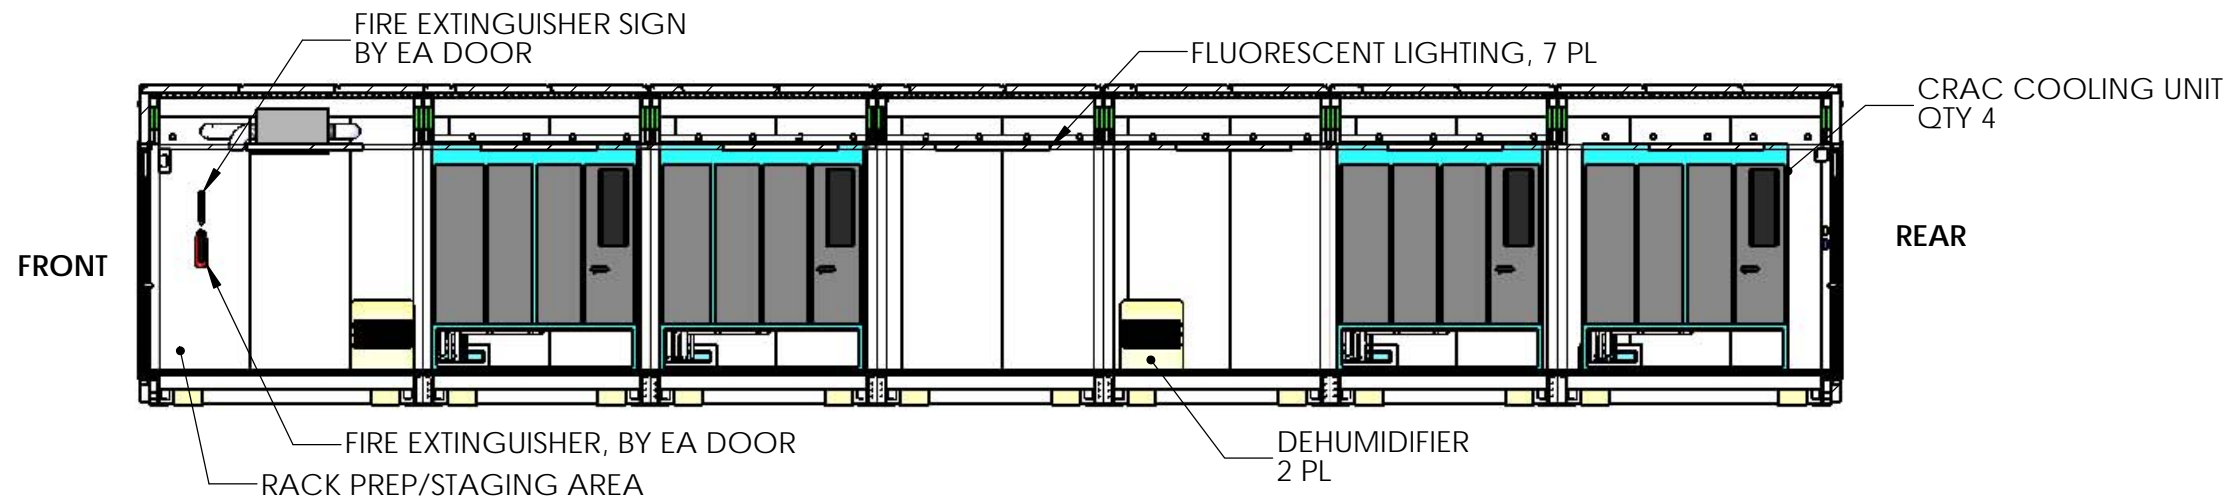 FIRE EXTINGUISHER SIGN
BY EA DOOR
FLUORESCENT LIGHTING, 7 PL
CRAC COOLING UNIT
QTY 4
FRONT
REAR
FIRE EXTINGUISHER, BY EA DOOR
RACK PREP/STAGING AREA
DEHUMIDIFIER
2 PL